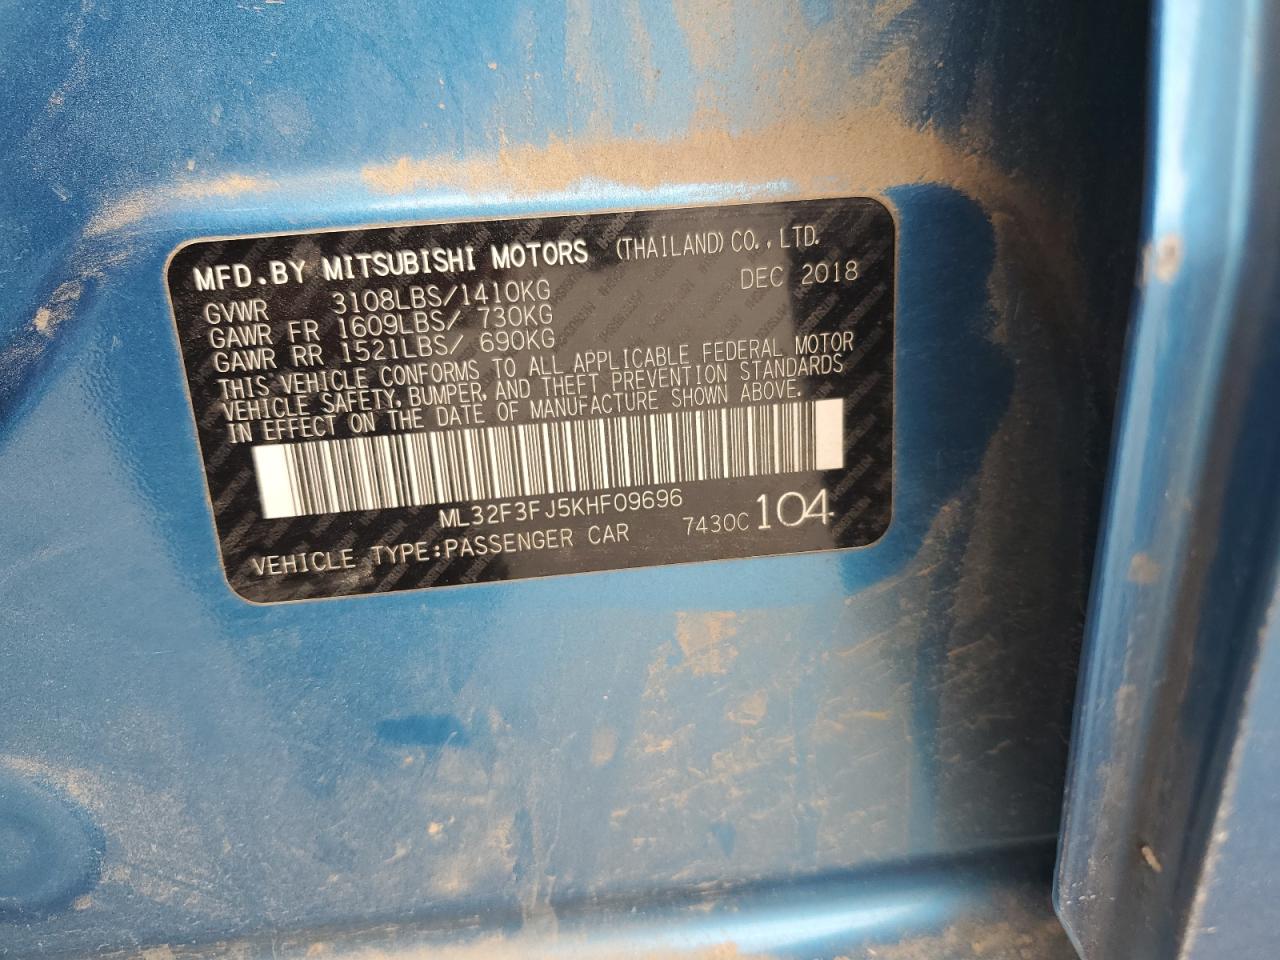 MFD. BY MITSUBISHI MOTORS (THAILAND) CO., LTD.
GVWR 3108LBS/1410KG DEC 2018
GAWR FR 1609LBS/ 730KG
GAWR RR 1521LBS/ 690KG
THIS VEHICLE CONFORMS TO ALL APPLICABLE FEDERAL MOTOR
VEHICLE SAFETY, BUMPER, AND THEFT PREVENTION STANDARDS
IN EFFECT ON THE DATE OF MANUFACTURE SHOWN ABOVE.
ML32F3FJ5KHF09696
VEHICLE TYPE:PASSENGER CAR 7430C 104